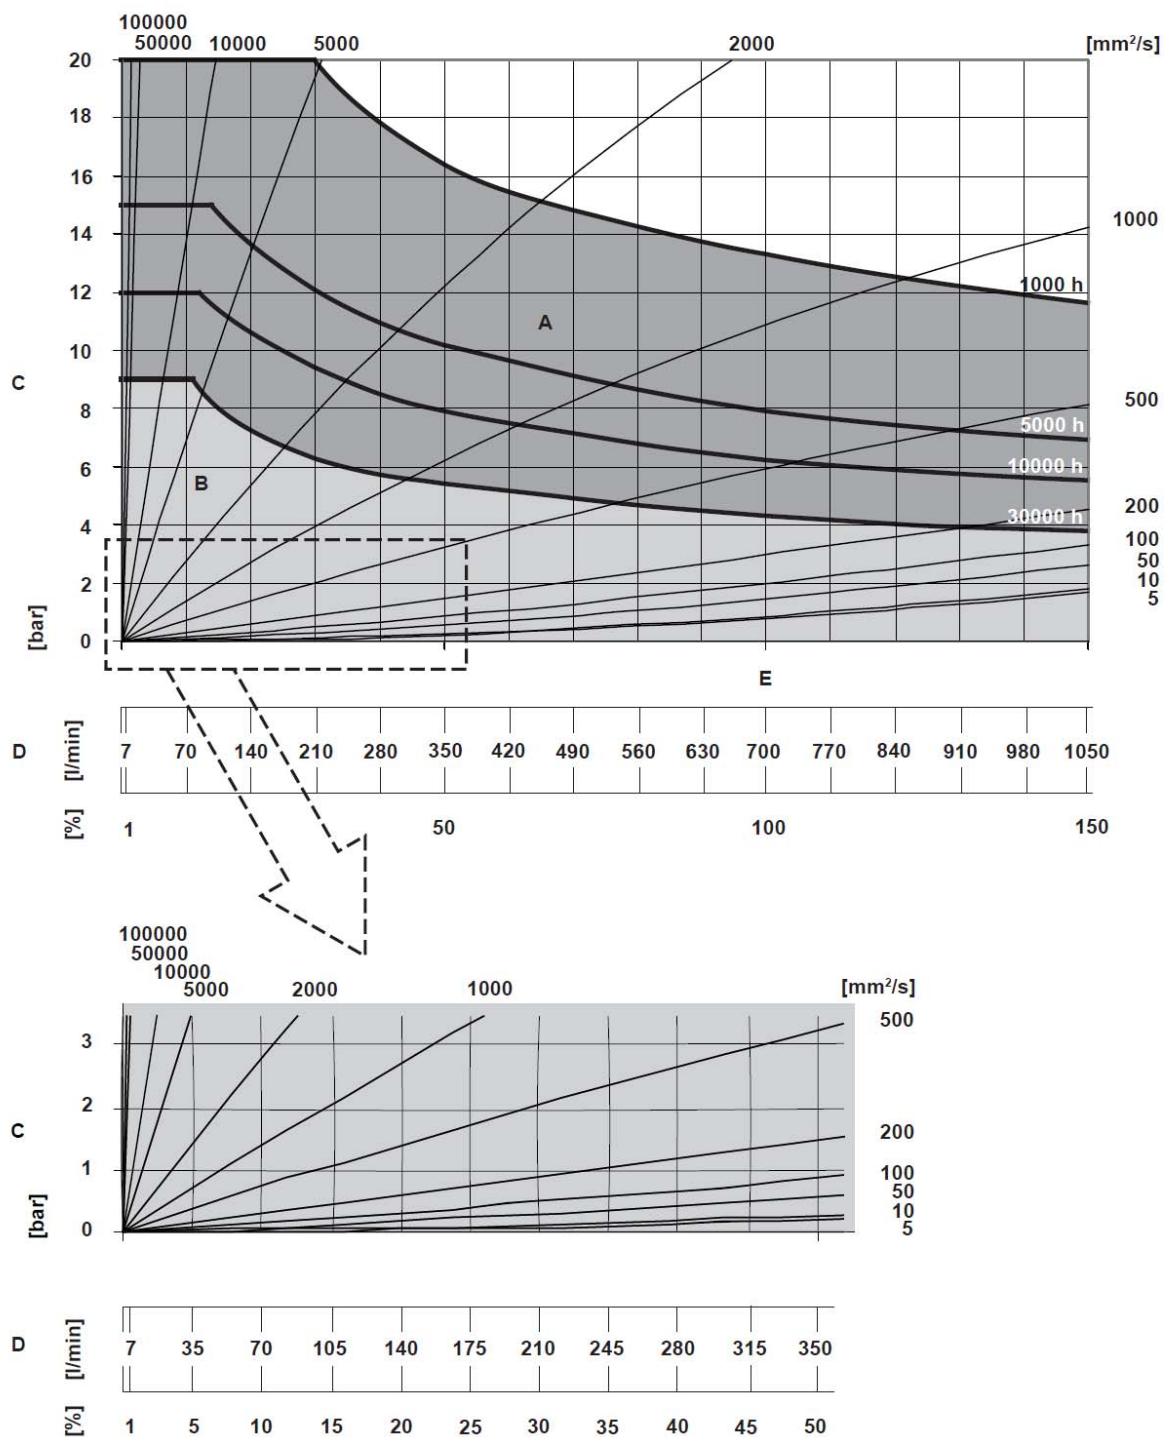 100000
50000 10000 5000 2000 [mm²/s]
20
18
16
14 1000
12 1000 h
A
10
C
8 500
5000 h
10000 h
6
B
200
4 30000 h
100
50
2 10
5
[bar] 0
E
D [l/min] 7 70 140 210 280 350 420 490 560 630 700 770 840 910 980 1050
[%] 1 50 100 150
100000
50000
10000
5000 2000 1000 [mm²/s]
500
3
2
C 200
1 100
50
10
[bar] 0 5
D [l/min] 7 35 70 105 140 175 210 245 280 315 350
[%] 1 5 10 15 20 25 30 35 40 45 50